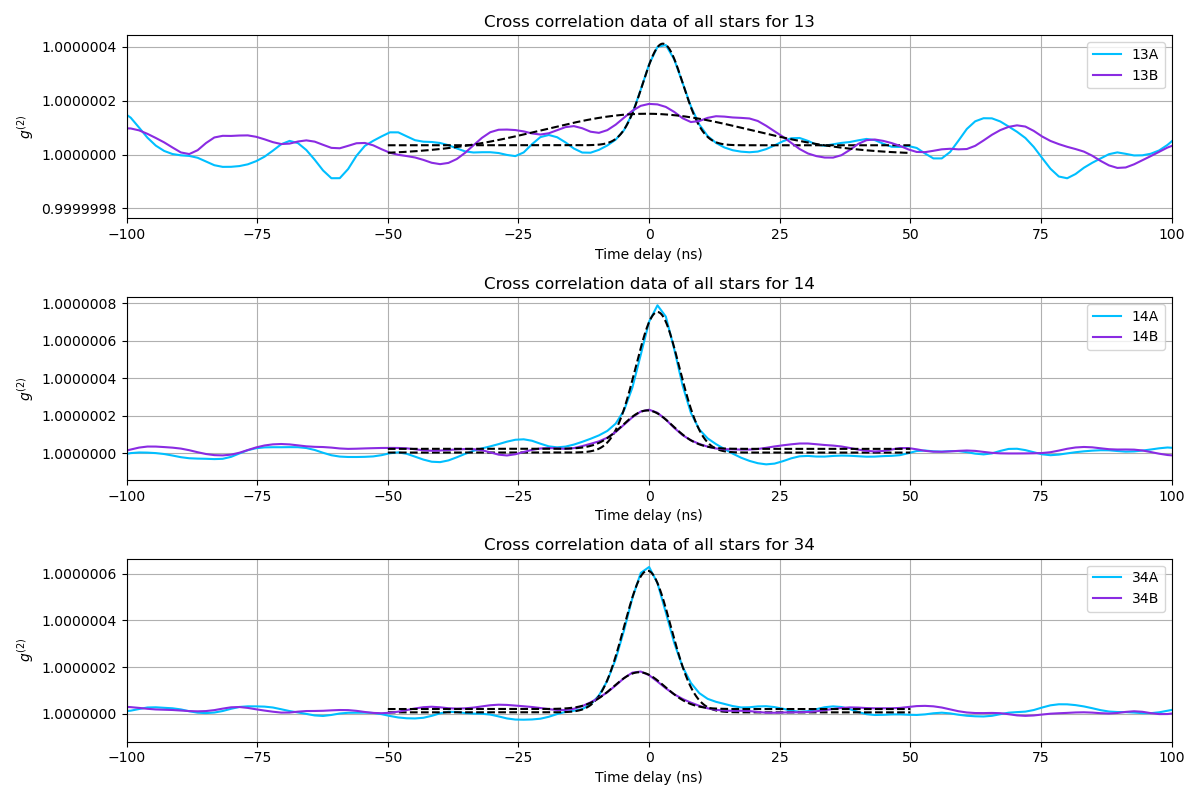 Cross correlation data of all stars for 13
1.0000004
1.0000002
1.0000000
0.9999998
g^(2)
13A
13B
−100 −75 −50 −25 0 25 50 75 100
Time delay (ns)
Cross correlation data of all stars for 14
1.0000008
1.0000006
1.0000004
1.0000002
1.0000000
g^(2)
14A
14B
−100 −75 −50 −25 0 25 50 75 100
Time delay (ns)
Cross correlation data of all stars for 34
1.0000006
1.0000004
1.0000002
1.0000000
g^(2)
34A
34B
−100 −75 −50 −25 0 25 50 75 100
Time delay (ns)